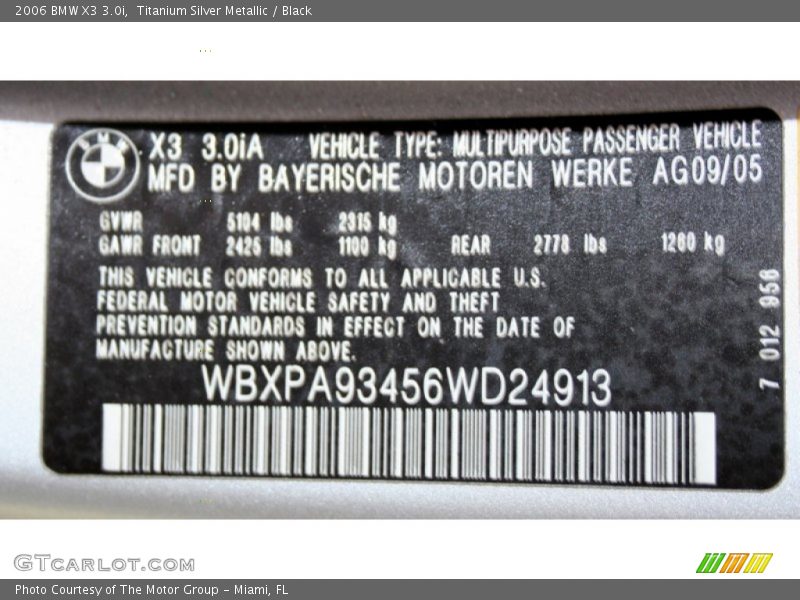 2006 BMW X3 3.0i,  Titanium Silver Metallic / Black
BMW
X3 3.0iA VEHICLE TYPE: MULTIPURPOSE PASSENGER VEHICLE
MFD BY BAYERISCHE MOTOREN WERKE AG09/05
GVWR 5104 lbs 2315 kg
GAWR FRONT 2425 lbs 1100 kg REAR 2778 lbs 1260 kg
THIS VEHICLE CONFORMS TO ALL APPLICABLE U.S.
FEDERAL MOTOR VEHICLE SAFETY AND THEFT
PREVENTION STANDARDS IN EFFECT ON THE DATE OF
MANUFACTURE SHOWN ABOVE.
WBXPA93456WD24913
7 012 956
GTCARLOT.COM
Photo Courtesy of The Motor Group - Miami, FL